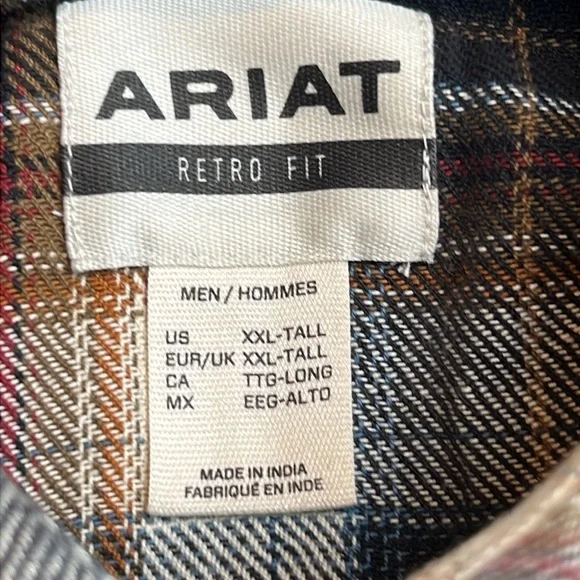 ARIAT
RETRO FIT
MEN / HOMMES
US XXL-TALL
EUR/UK XXL-TALL
CA TTG-LONG
MX EEG-ALTO
MADE IN INDIA
FABRIQUÉ EN INDE